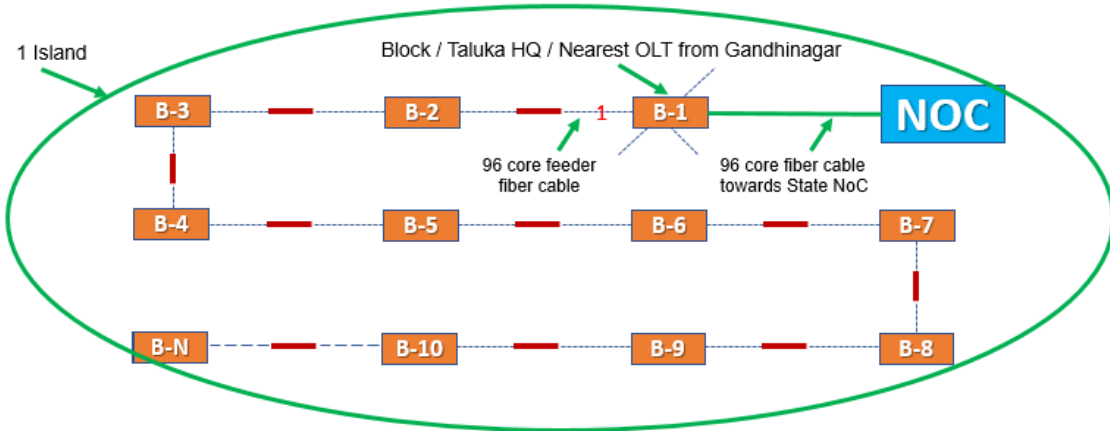 1 Island
Block / Taluka HQ / Nearest OLT from Gandhinagar
B-3
B-2
1
B-1
NOC
96 core feeder
fiber cable
96 core fiber cable
towards State NoC
B-4
B-5
B-6
B-7
B-N
B-10
B-9
B-8